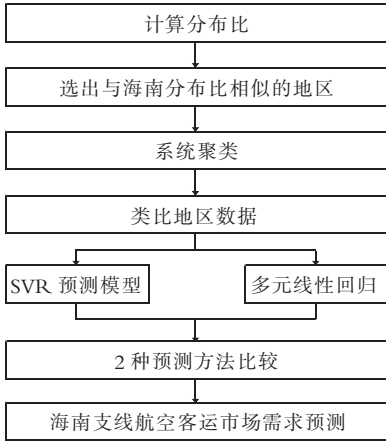 计算分布比
选出与海南分布比相似的地区
系统聚类
类比地区数据
SVR 预测模型
多元线性回归
2 种预测方法比较
海南支线航空客运市场需求预测